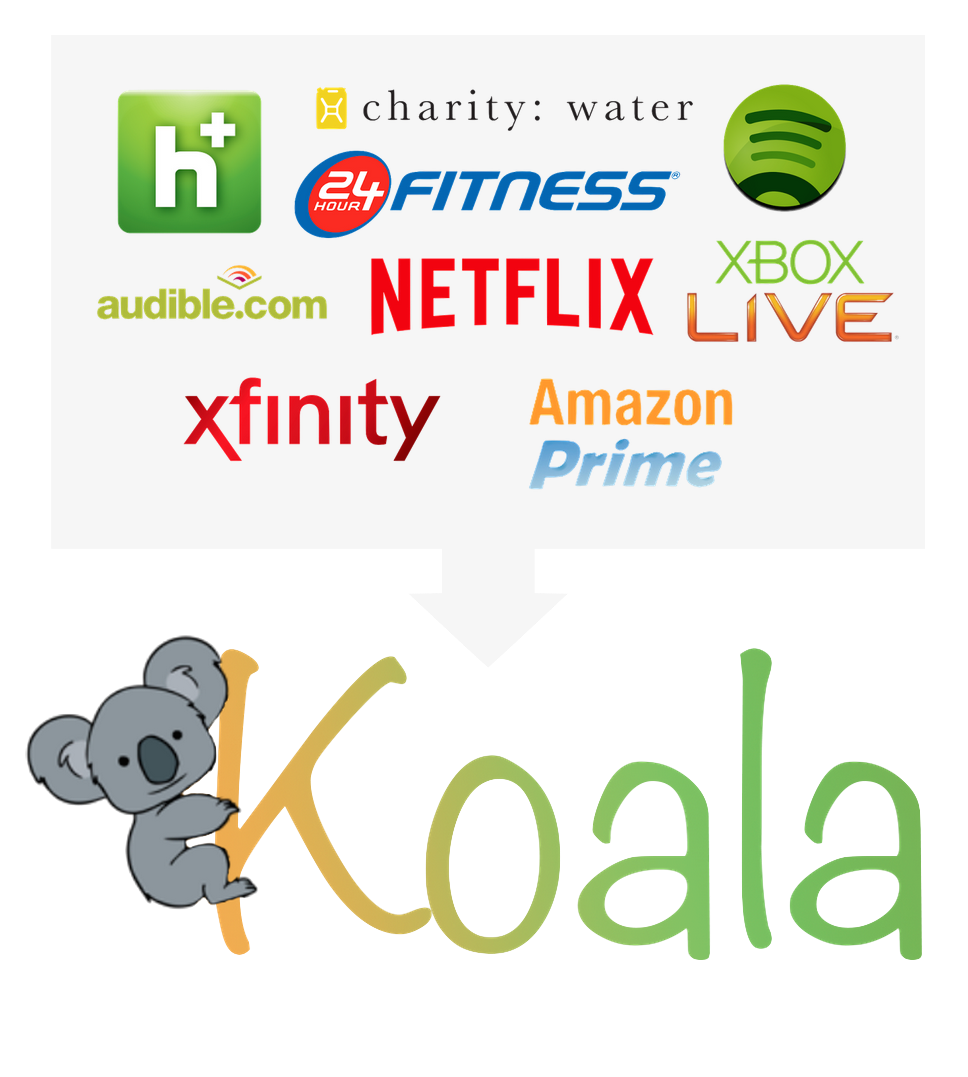 h+
charity: water
24
HOUR
FITNESS®
audible.com
NETFLIX
XBOX
LIVE
xfinity
Amazon
Prime
Koala